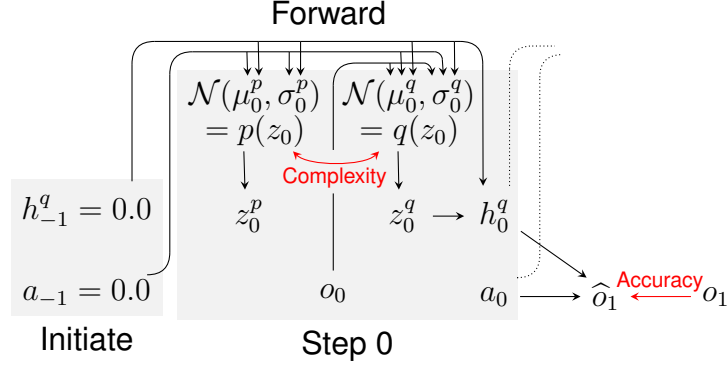 Forward
𝒩(μ₀ᵖ, σ₀ᵖ) 𝒩(μ₀^q, σ₀^q)
= p(z₀) = q(z₀)
Complexity
h₋₁^q = 0.0 z₀ᵖ z₀^q h₀^q
Accuracy
a₋₁ = 0.0 o₀ a₀ ô₁ o₁
Initiate Step 0